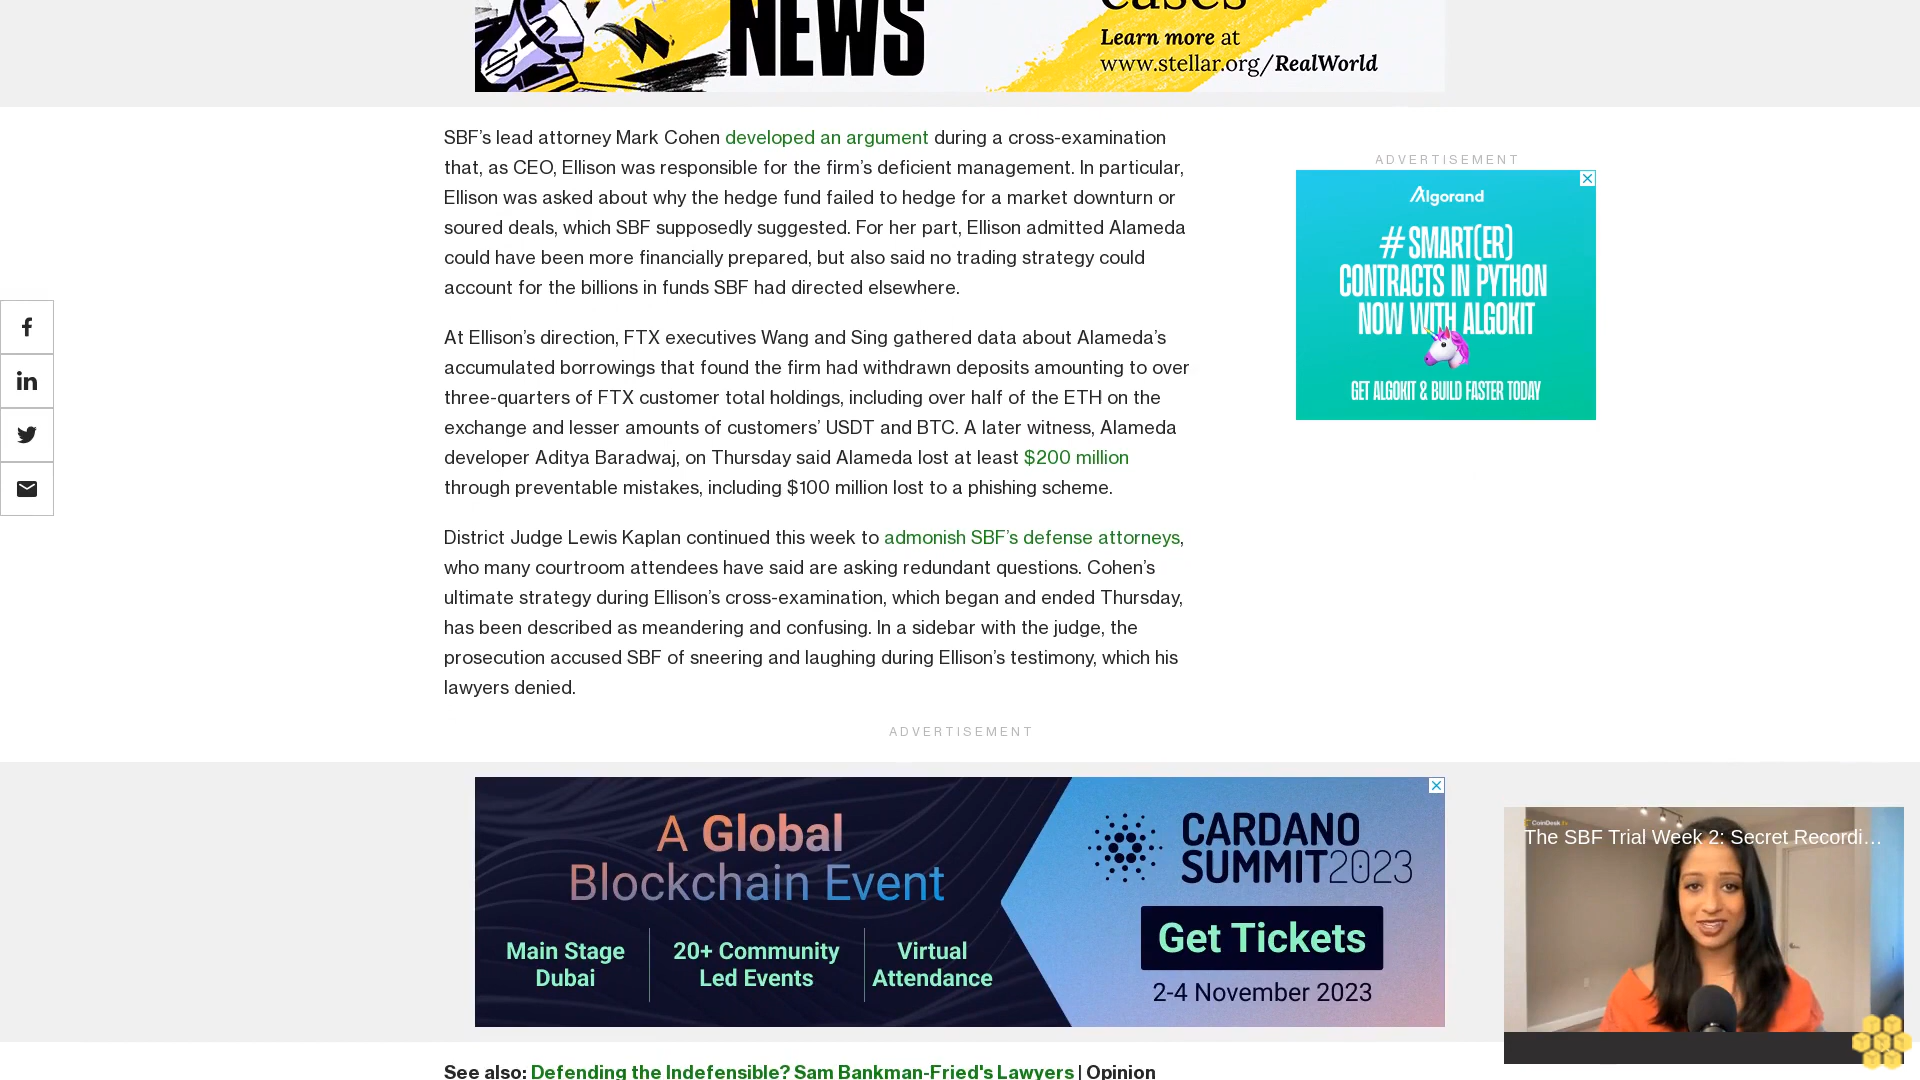 NEWS
cases
Learn more at
www.stellar.org/RealWorld
SBF’s lead attorney Mark Cohen developed an argument during a cross-examination
that, as CEO, Ellison was responsible for the firm’s deficient management. In particular,
Ellison was asked about why the hedge fund failed to hedge for a market downturn or
soured deals, which SBF supposedly suggested. For her part, Ellison admitted Alameda
could have been more financially prepared, but also said no trading strategy could
account for the billions in funds SBF had directed elsewhere.
At Ellison’s direction, FTX executives Wang and Sing gathered data about Alameda’s
accumulated borrowings that found the firm had withdrawn deposits amounting to over
three-quarters of FTX customer total holdings, including over half of the ETH on the
exchange and lesser amounts of customers’ USDT and BTC. A later witness, Alameda
developer Aditya Baradwaj, on Thursday said Alameda lost at least $200 million
through preventable mistakes, including $100 million lost to a phishing scheme.
District Judge Lewis Kaplan continued this week to admonish SBF’s defense attorneys,
who many courtroom attendees have said are asking redundant questions. Cohen’s
ultimate strategy during Ellison’s cross-examination, which began and ended Thursday,
has been described as meandering and confusing. In a sidebar with the judge, the
prosecution accused SBF of sneering and laughing during Ellison’s testimony, which his
lawyers denied.
ADVERTISEMENT
Algorand
#SMART(ER)
CONTRACTS IN PYTHON
NOW WITH ALGOKIT
GET ALGOKIT & BUILD FASTER TODAY
ADVERTISEMENT
A Global
Blockchain Event
Main Stage
Dubai
20+ Community
Led Events
Virtual
Attendance
CARDANO
SUMMIT2023
Get Tickets
2-4 November 2023
CoinDesk
The SBF Trial Week 2: Secret Recordi…
See also: Defending the Indefensible? Sam Bankman-Fried's Lawyers | Opinion